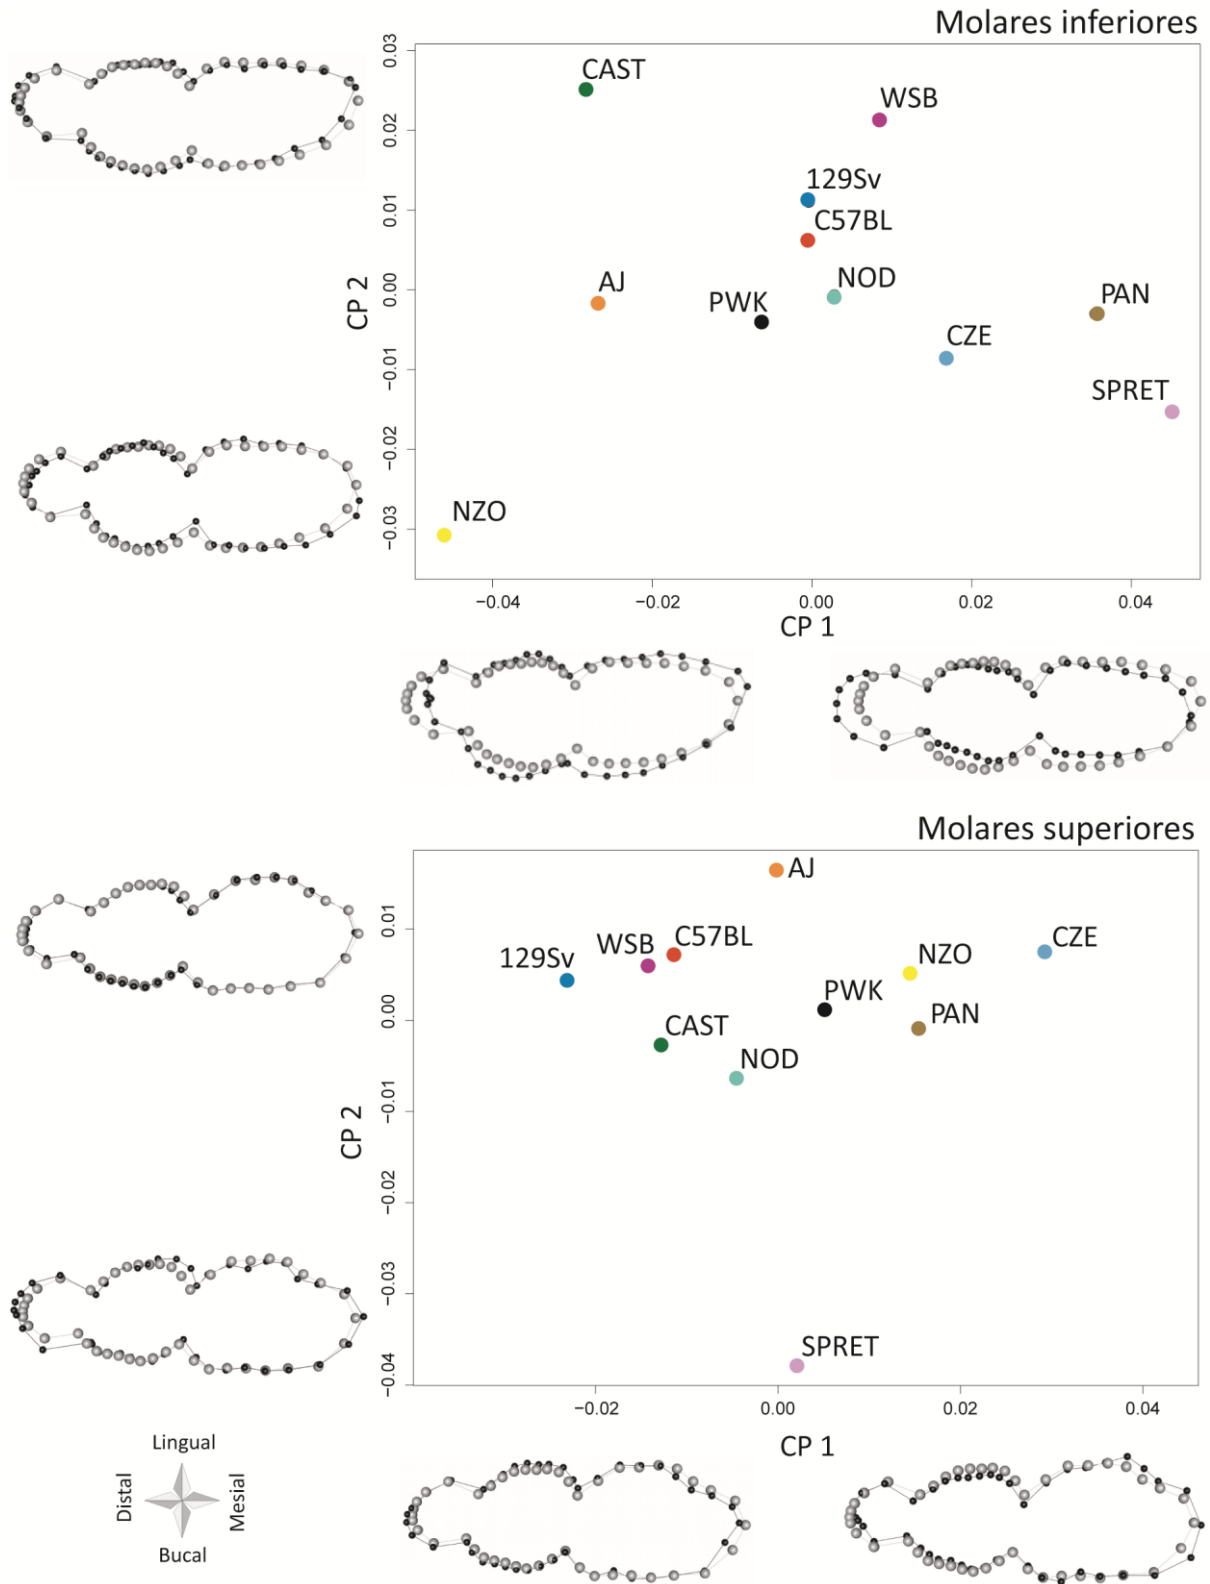 Molares inferiores
0.03
CAST
WSB
0.02
129Sv
0.01
C57BL
NOD
AJ
PAN
PWK
0.00
CP 2
CZE
−0.01
SPRET
−0.02
NZO
−0.03
−0.04
−0.02
0.00
0.02
0.04
CP 1
Molares superiores
AJ
0.01
C57BL
WSB
CZE
129Sv
NZO
PWK
PAN
0.00
CAST
NOD
−0.01
CP 2
−0.02
−0.03
SPRET
−0.04
−0.02
0.00
0.02
0.04
CP 1
Lingual
Distal
Mesial
Bucal